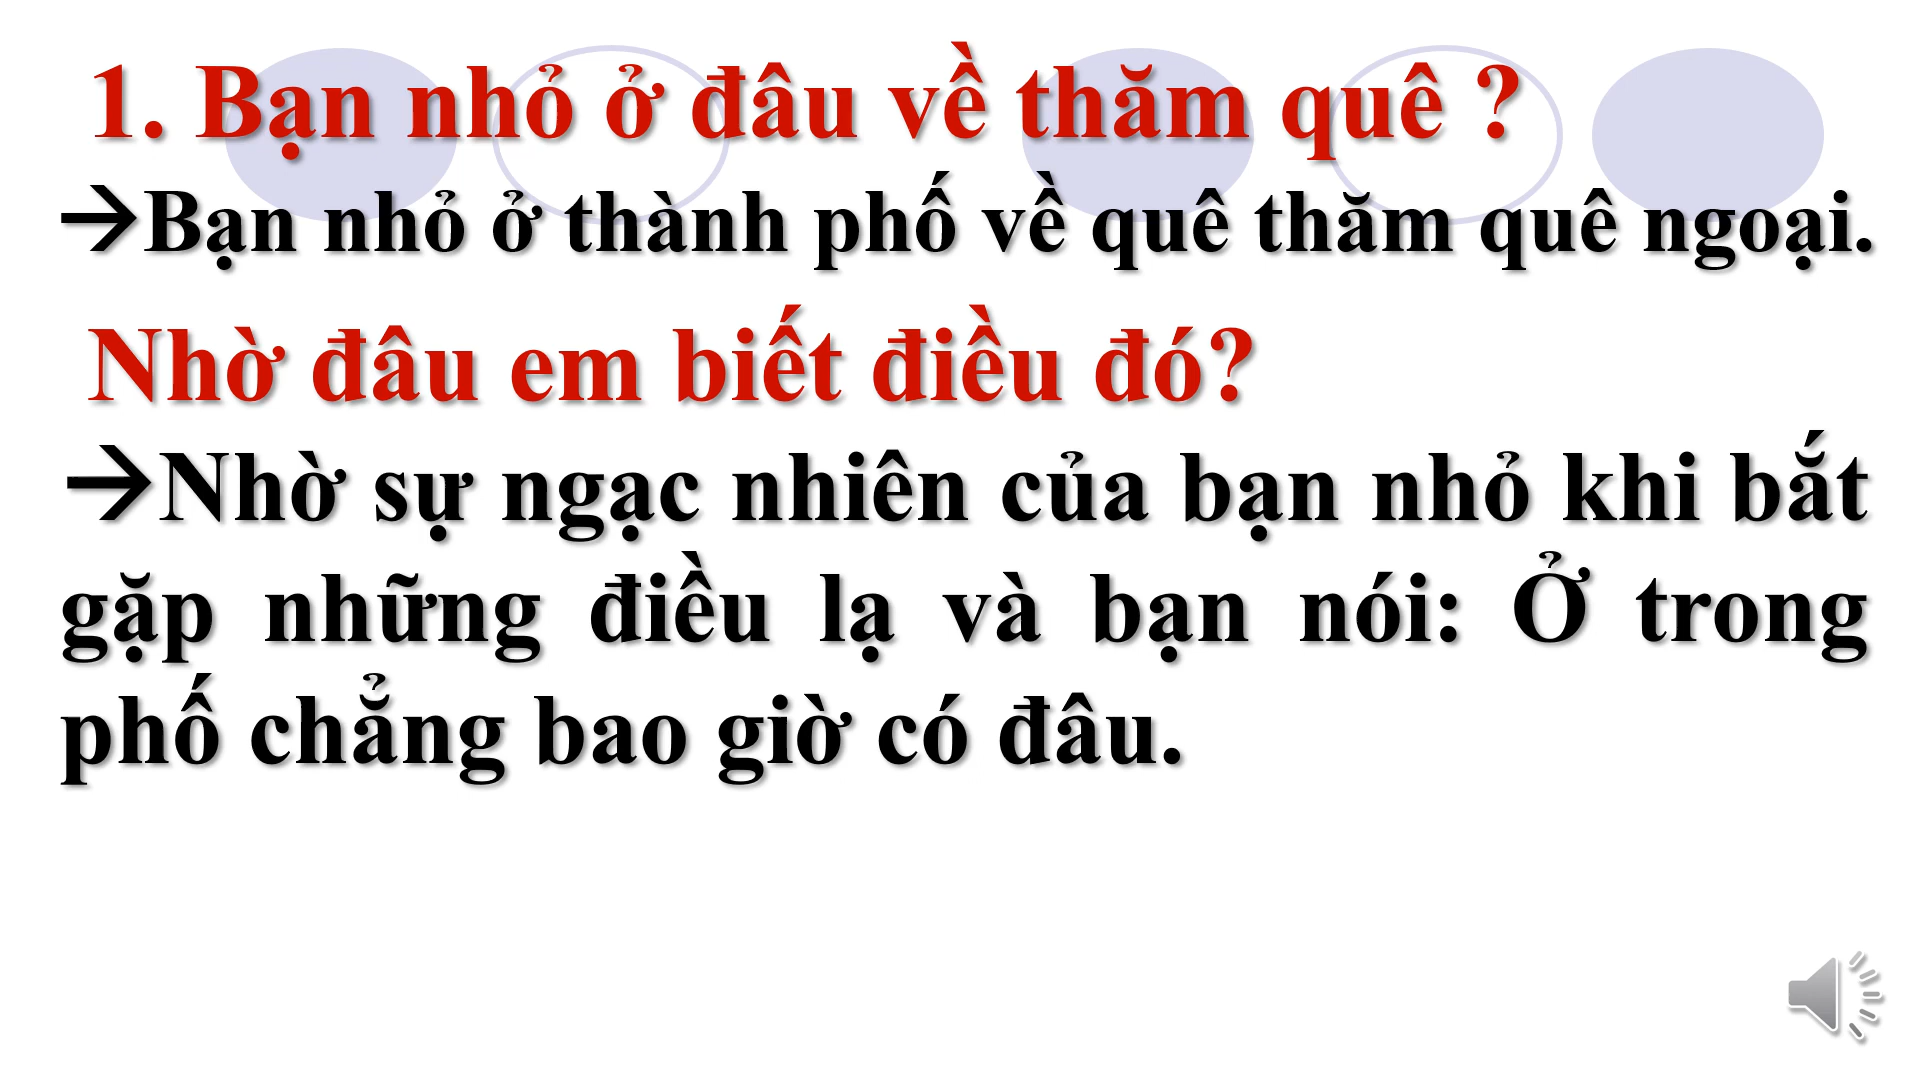 1. Bạn nhỏ ở đâu về thăm quê ?
→Bạn nhỏ ở thành phố về quê thăm quê ngoại.
Nhờ đâu em biết điều đó?
→Nhờ sự ngạc nhiên của bạn nhỏ khi bắt
gặp những điều lạ và bạn nói: Ở trong
phố chẳng bao giờ có đâu.